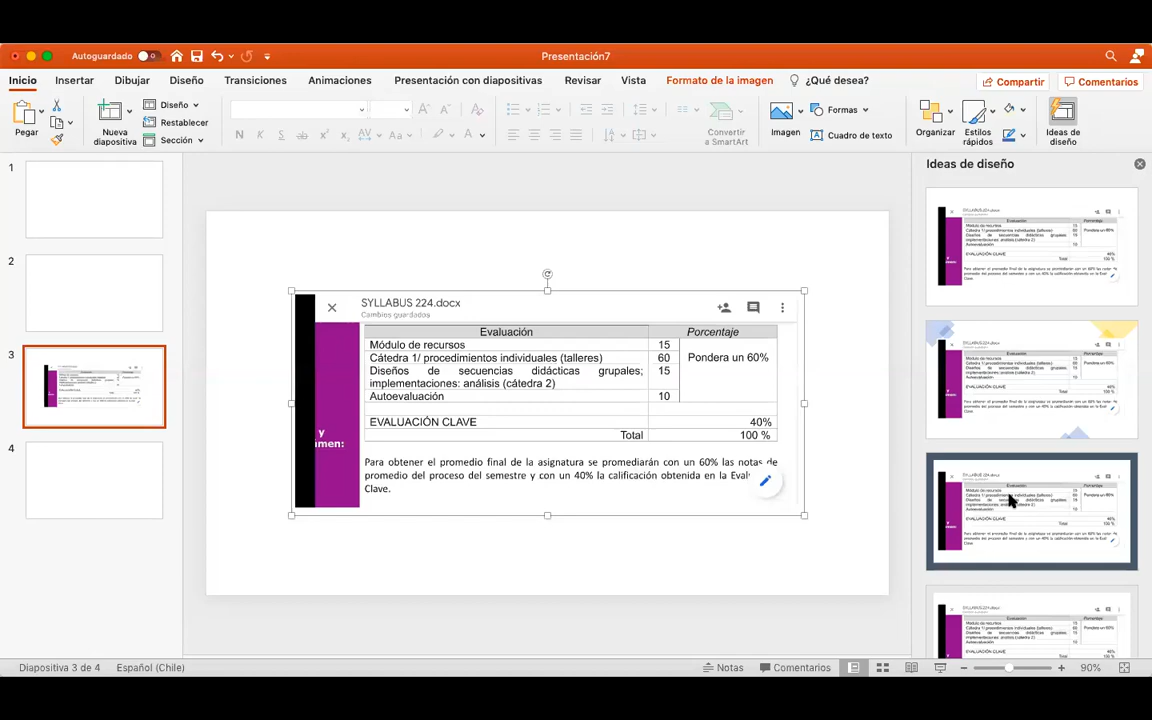 Autoguardado
Presentación7
Inicio Insertar Dibujar Diseño Transiciones Animaciones Presentación con diapositivas Revisar Vista Formato de la imagen ¿Qué desea? Compartir Comentarios
Pegar
Nueva diapositiva
Diseño
Restablecer
Sección
Convertir a SmartArt
Imagen
Formas
Cuadro de texto
Organizar
Estilos rápidos
Ideas de diseño
1
2
3
4
SYLLABUS 224.docx
Cambios guardados
Evaluación Porcentaje
Módulo de recursos 15
Cátedra 1/ procedimientos individuales (talleres) 60 Pondera un 60%
Diseños de secuencias didácticas grupales; 15
implementaciones: análisis (cátedra 2)
Autoevaluación 10
EVALUACIÓN CLAVE 40%
Total 100 %
y
men:
Para obtener el promedio final de la asignatura se promediarán con un 60% las notas de
promedio del proceso del semestre y con un 40% la calificación obtenida en la Eval
Clave.
Ideas de diseño
Diapositiva 3 de 4 Español (Chile) Notas Comentarios 90%